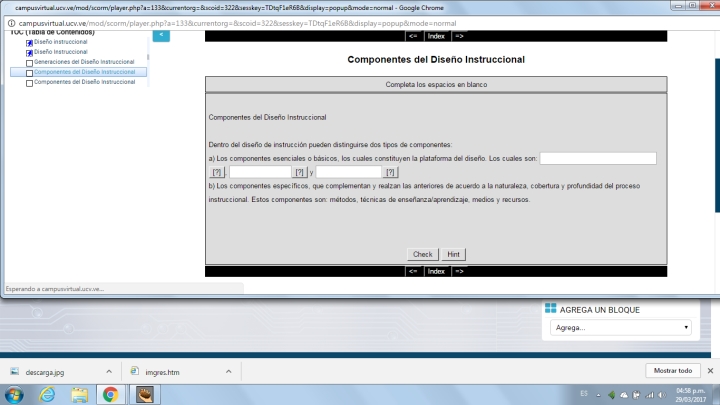 campusvirtual.ucv.ve/mod/scorm/player.php?a=133&currentorg=&scoid=322&sesskey=TDtqF1eR6B&display=popup&mode=normal - Google Chrome
campusvirtual.ucv.ve/mod/scorm/player.php?a=133&currentorg=&scoid=322&sesskey=TDtqF1eR6B&display=popup&mode=normal
TOC (Tabla de Contenidos)
Diseño instruccional
Diseño Instruccional
Generaciones del Diseño Instruccional
Componentes del Diseño Instruccional
Componentes del Diseño Instruccional
<
<= Index =>
Componentes del Diseño Instruccional
Completa los espacios en blanco
Componentes del Diseño Instruccional
Dentro del diseño de instrucción pueden distinguirse dos tipos de componentes:
a) Los componentes esenciales o básicos, los cuales constituyen la plataforma del diseño. Los cuales son:
[?] , [?] y [?]
b) Los componentes específicos, que complementan y realzan las anteriores de acuerdo a la naturaleza, cobertura y profundidad del proceso
instruccional. Estos componentes son: métodos, técnicas de enseñanza/aprendizaje, medios y recursos.
Check Hint
<= Index =>
Esperando a campusvirtual.ucv.ve...
AGREGA UN BLOQUE
Agrega...
descarga.jpg
imgres.htm
Mostrar todo
ES
04:58 p.m.
29/03/2017